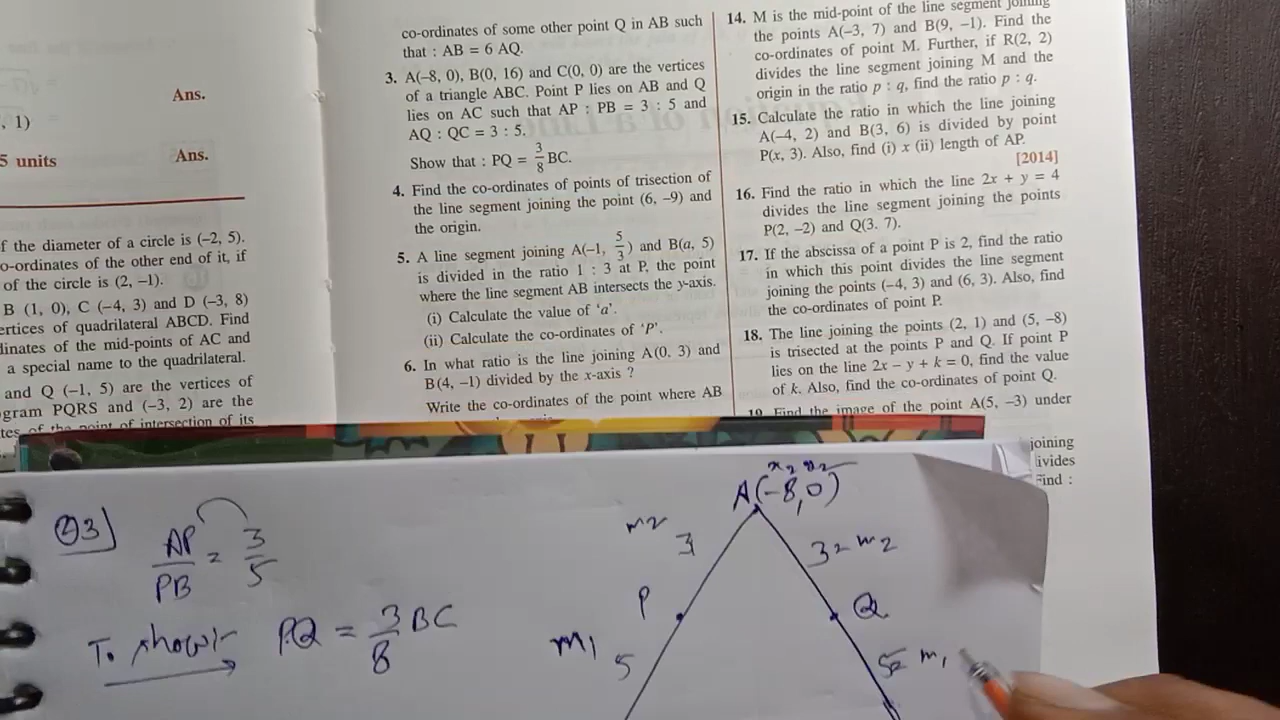 Ans.
, 1)
5 units
Ans.
f the diameter of a circle is (–2, 5).
o-ordinates of the other end of it, if
of the circle is (2, –1).
B (1, 0), C (–4, 3) and D (–3, 8)
ertices of quadrilateral ABCD. Find
linates of the mid-points of AC and
a special name to the quadrilateral.
and Q (–1, 5) are the vertices of
gram PQRS and (–3, 2) are the
tes of the point of intersection of its
co-ordinates of some other point Q in AB such
that : AB = 6 AQ.
3. A(–8, 0), B(0, 16) and C(0, 0) are the vertices
of a triangle ABC. Point P lies on AB and Q
lies on AC such that AP : PB = 3 : 5 and
AQ : QC = 3 : 5.
Show that : PQ = 3/8 BC.
4. Find the co-ordinates of points of trisection of
the line segment joining the point (6, –9) and
the origin.
5. A line segment joining A(–1, 5/3) and B(a, 5)
is divided in the ratio 1 : 3 at P, the point
where the line segment AB intersects the y-axis.
(i) Calculate the value of ‘a’.
(ii) Calculate the co-ordinates of ‘P’.
6. In what ratio is the line joining A(0, 3) and
B(4, –1) divided by the x-axis ?
Write the co-ordinates of the point where AB
14. M is the mid-point of the line segment joining
the points A(–3, 7) and B(9, –1). Find the
co-ordinates of point M. Further, if R(2, 2)
divides the line segment joining M and the
origin in the ratio p : q, find the ratio p : q.
15. Calculate the ratio in which the line joining
A(–4, 2) and B(3, 6) is divided by point
P(x, 3). Also, find (i) x (ii) length of AP.
[2014]
16. Find the ratio in which the line 2x + y = 4
divides the line segment joining the points
P(2, –2) and Q(3. 7).
17. If the abscissa of a point P is 2, find the ratio
in which this point divides the line segment
joining the points (–4, 3) and (6, 3). Also, find
the co-ordinates of point P.
18. The line joining the points (2, 1) and (5, –8)
is trisected at the points P and Q. If point P
lies on the line 2x – y + k = 0, find the value
of k. Also, find the co-ordinates of point Q.
19. Find the image of the point A(5, –3) under
joining
ivides
Find :
Q3]
AP/PB = 3/5
To show:- PQ = 3/8 BC
x2 y2
A(-8,0)
m2 3
3 = m2
P
Q
m1 5
5 = m1